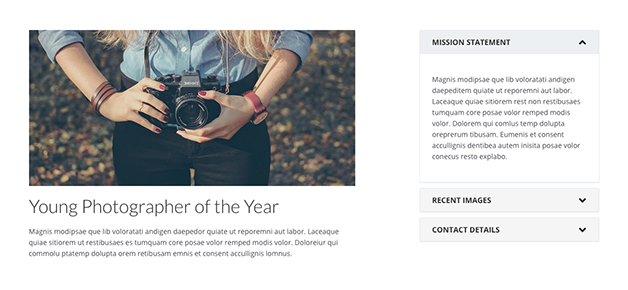 Young Photographer of the Year
Magnis modipsae que lib voloratati andigen daepedor quiate ut reporemni aut labor. Laceaque
quiae sitiorem ut restibusaes es tumquam core posae volor remped modis volor. Doloreiur qui
commolu ptatemp dolupta orem retibusam emnis et consent accullignis lomnus.
MISSION STATEMENT
Magnis modipsae que lib voloratati andigen
daepeditem quiaty ut reporemni aut labor.
Laceaque quiae sitiorem rest non restibusaes
tumquam core posae volor remped modis
volor. Dolorem qui comlus temp dolupta
oreprerum tibusam. Eumenis et consent
accullignis dentibea autem inisita posae volor
conecus resto explabo.
RECENT IMAGES
CONTACT DETAILS